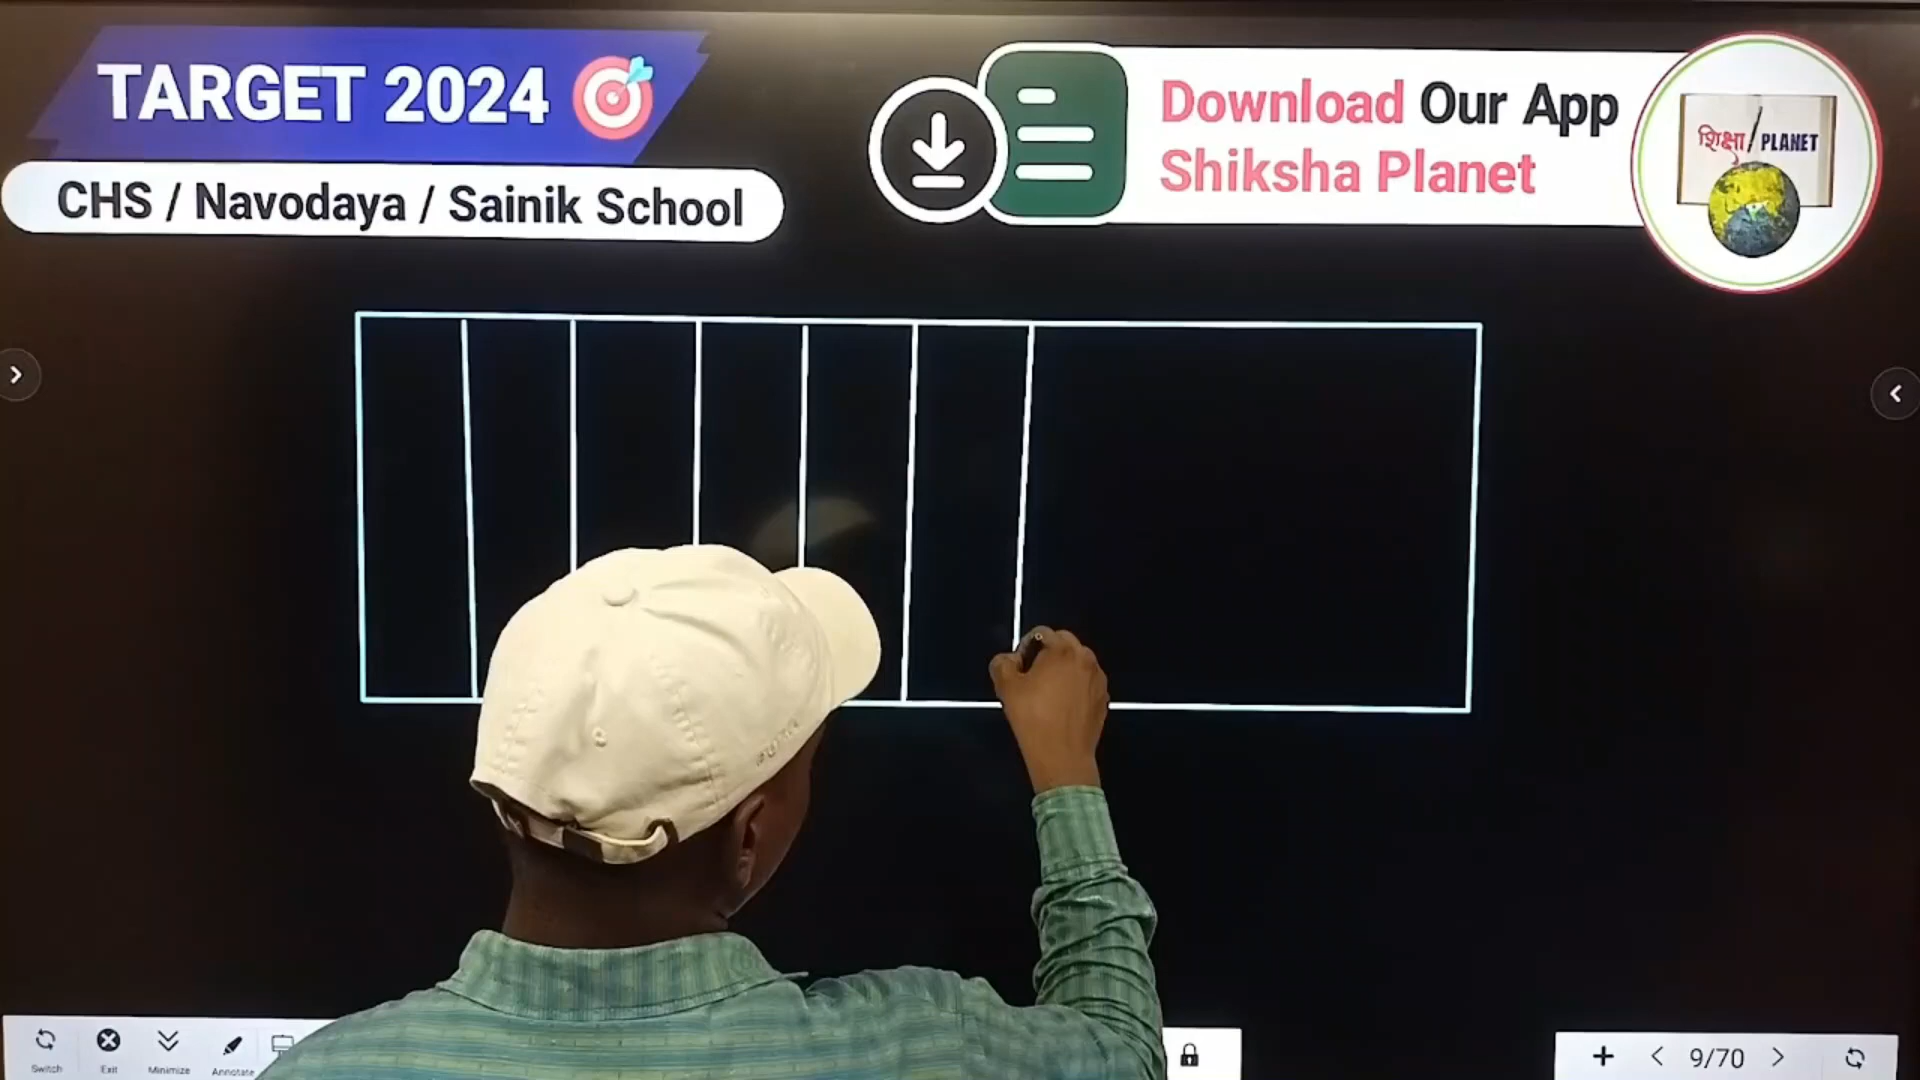 TARGET 2024
CHS / Navodaya / Sainik School
Download Our App
Shiksha Planet
शिक्षा PLANET
Switch
Exit
Minimize
Annotate
9/70